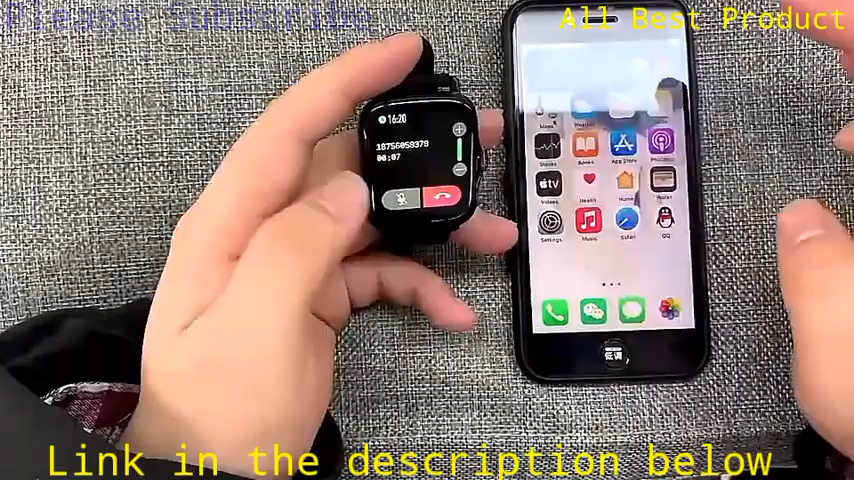 Please Subscribe
All Best Product
16:20
18756059378
00:07
Maps
Weather
Stocks
Books
App Store
Podcasts
Videos
Health
Home
Wallet
Settings
Music
Safari
QQ
低调
Link in the description below